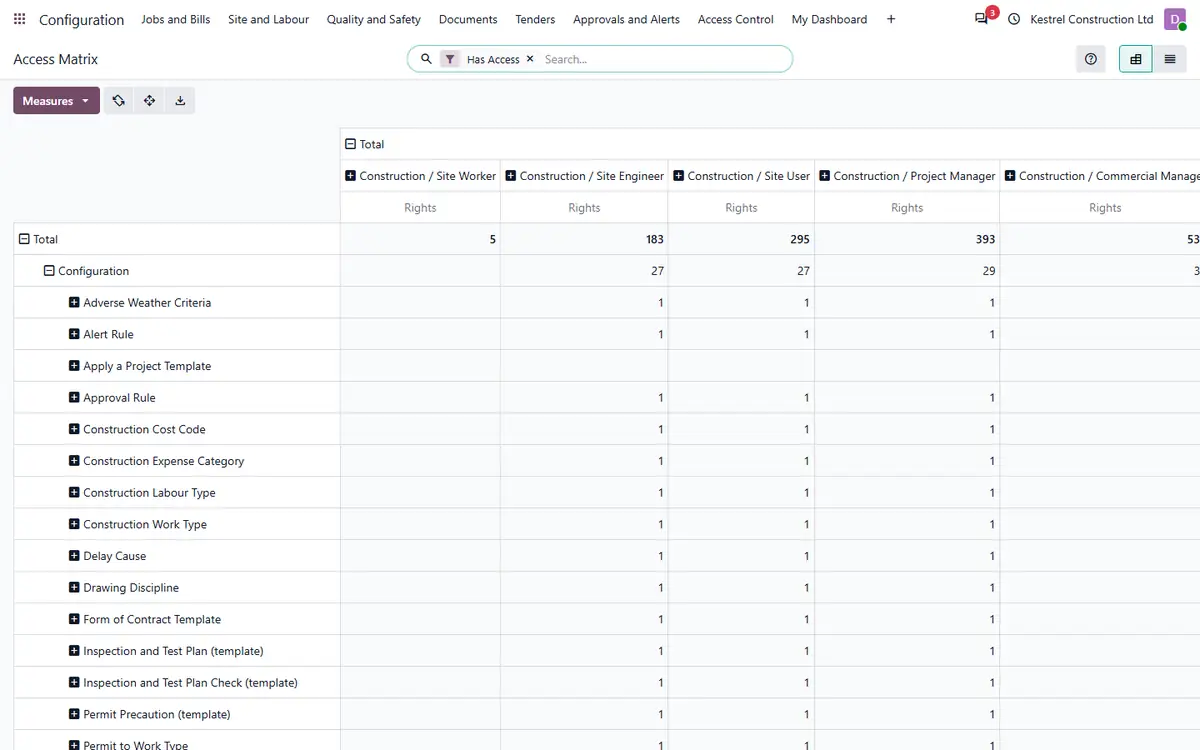 Configuration Jobs and Bills Site and Labour Quality and Safety Documents Tenders Approvals and Alerts Access Control My Dashboard + 3 Kestrel Construction Ltd D
Access Matrix Has Access × Search...
Measures
Total
Construction / Site Worker Construction / Site Engineer Construction / Site User Construction / Project Manager Construction / Commercial Manage
Rights Rights Rights Rights Rights
Total 5 183 295 393 53
Configuration 27 27 29 3
Adverse Weather Criteria 1 1 1
Alert Rule 1 1 1
Apply a Project Template
Approval Rule 1 1 1
Construction Cost Code 1 1 1
Construction Expense Category 1 1 1
Construction Labour Type 1 1 1
Construction Work Type 1 1 1
Delay Cause 1 1 1
Drawing Discipline 1 1 1
Form of Contract Template 1 1 1
Inspection and Test Plan (template) 1 1 1
Inspection and Test Plan Check (template) 1 1 1
Permit Precaution (template) 1 1 1
Permit to Work Type 1 1 1